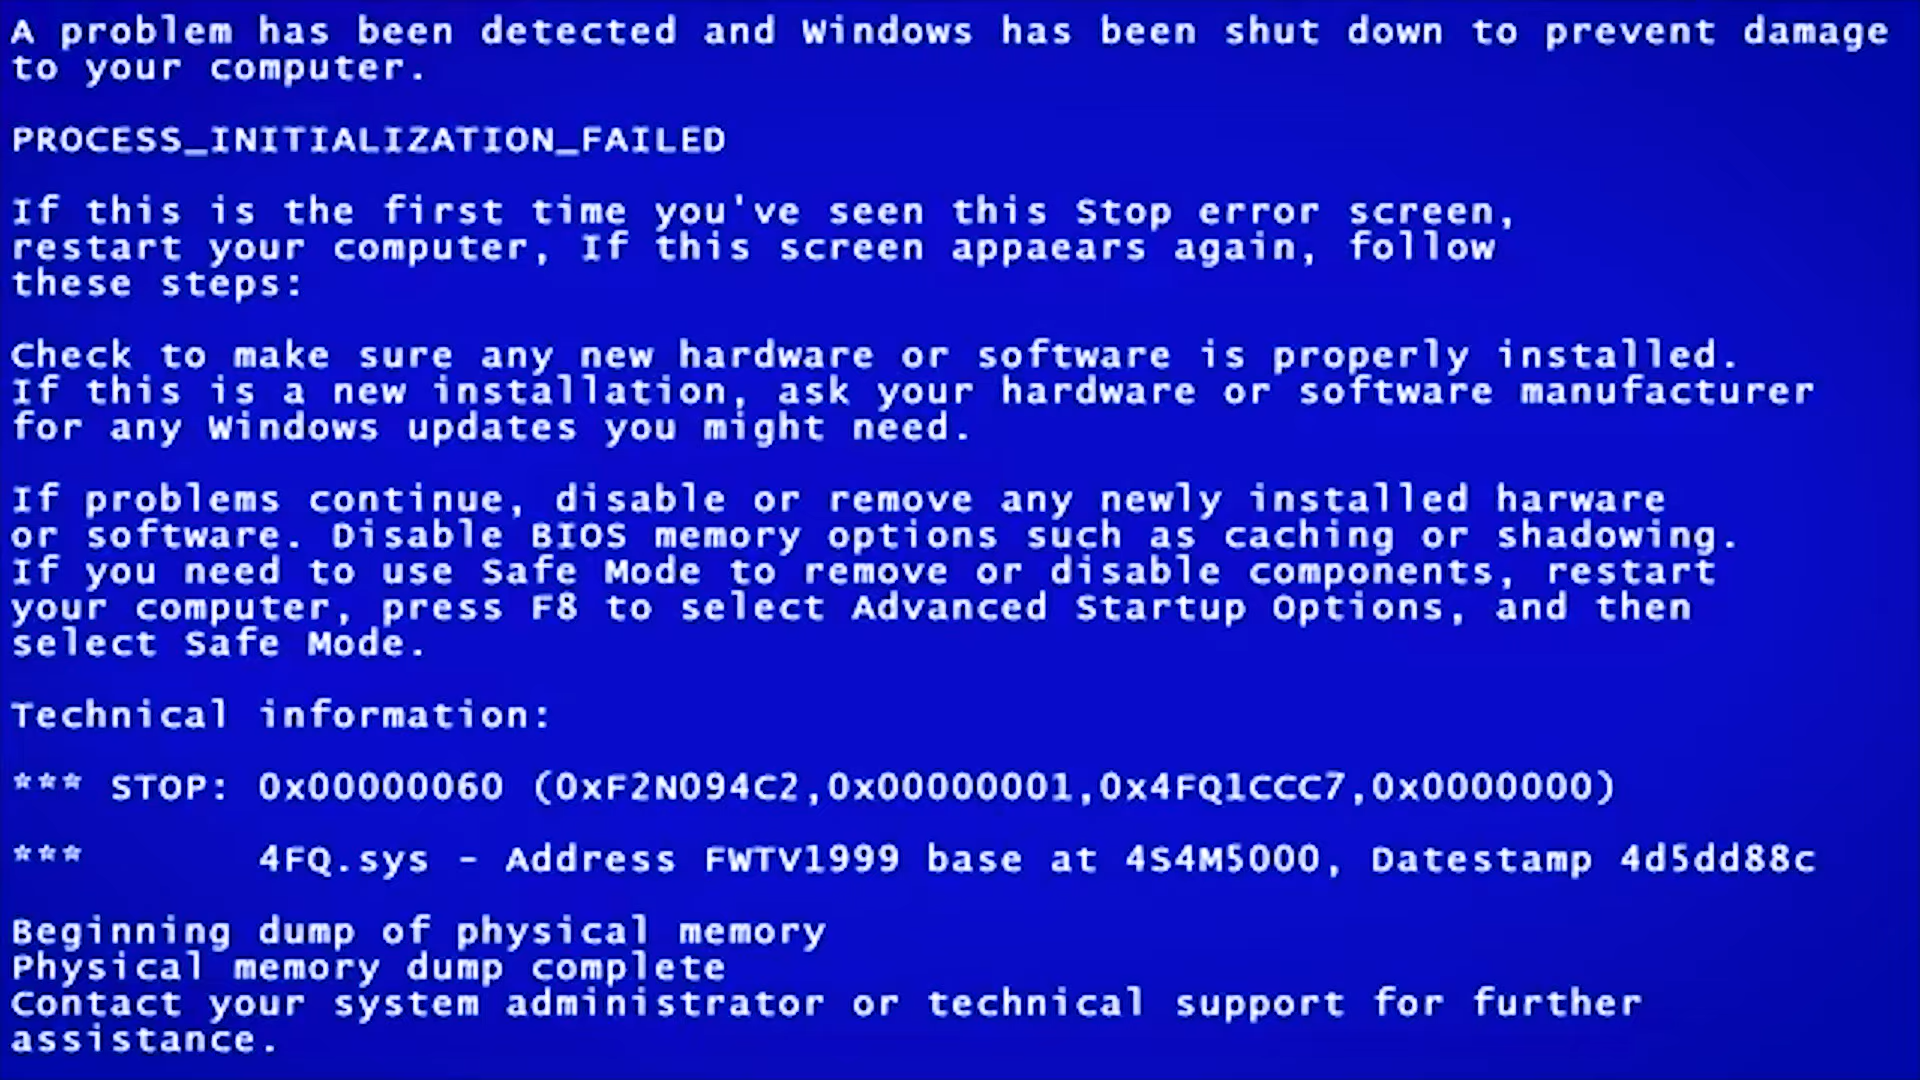 A problem has been detected and Windows has been shut down to prevent damage
to your computer.
PROCESS_INITIALIZATION_FAILED
If this is the first time you've seen this Stop error screen,
restart your computer, If this screen appaears again, follow
these steps:
Check to make sure any new hardware or software is properly installed.
If this is a new installation, ask your hardware or software manufacturer
for any Windows updates you might need.
If problems continue, disable or remove any newly installed harware
or software. Disable BIOS memory options such as caching or shadowing.
If you need to use Safe Mode to remove or disable components, restart
your computer, press F8 to select Advanced Startup Options, and then
select Safe Mode.
Technical information:
*** STOP: 0x00000060 (0xF2N094C2,0x00000001,0x4FQ1CCC7,0x0000000)
*** 4FQ.sys - Address FWTV1999 base at 4S4M5000, Datestamp 4d5dd88c
Beginning dump of physical memory
Physical memory dump complete
Contact your system administrator or technical support for further
assistance.